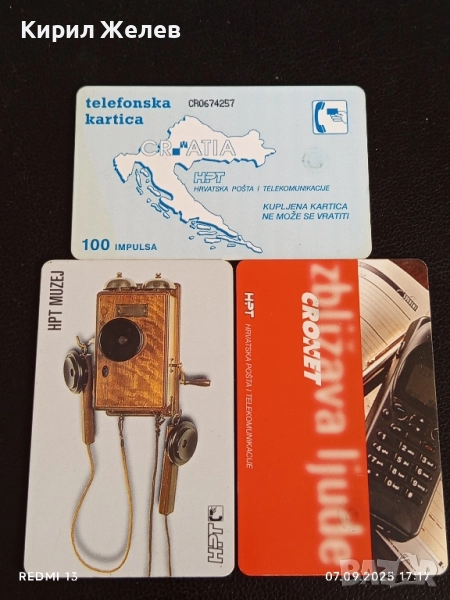 Кирил Желев
telefonska
kartica
CR0674257
CROATIA
HPT
HRVATSKA POŠTA I TELEKOMUNIKACIJE
KUPLJENA KARTICA
NE MOŽE SE VRATITI
100 IMPULSA
HPT MUZEJ
HPT
zbližava ljude
CRONET
HPT HRVATSKA POŠTA I TELEKOMUNIKACIJE
REDMI 13
07.09.2025 17:17
BAZAR